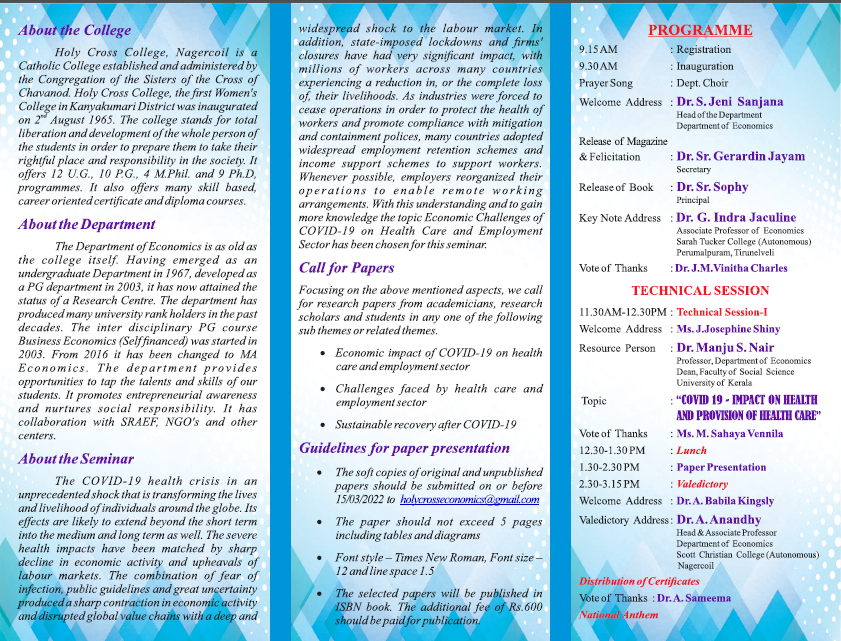 About the College
Holy Cross College, Nagercoil is a
Catholic College established and administered by
the Congregation of the Sisters of the Cross of
Chavanod. Holy Cross College, the first Women's
College in Kanyakumari District was inaugurated
on 2nd August 1965. The college stands for total
liberation and development of the whole person of
the students in order to prepare them to take their
rightful place and responsibility in the society. It
offers 12 U.G., 10 P.G., 4 M.Phil. and 9 Ph.D,
programmes. It also offers many skill based,
career oriented certificate and diploma courses.
About the Department
The Department of Economics is as old as
the college itself. Having emerged as an
undergraduate Department in 1967, developed as
a PG department in 2003, it has now attained the
status of a Research Centre. The department has
produced many university rank holders in the past
decades. The inter disciplinary PG course
Business Economics (Self financed) was started in
2003. From 2016 it has been changed to MA
Economics. The department provides
opportunities to tap the talents and skills of our
students. It promotes entrepreneurial awareness
and nurtures social responsibility. It has
collaboration with SRAEF, NGO's and other
centers.
About the Seminar
The COVID-19 health crisis in an
unprecedented shock that is transforming the lives
and livelihood of individuals around the globe. Its
effects are likely to extend beyond the short term
into the medium and long term as well. The severe
health impacts have been matched by sharp
decline in economic activity and upheavals of
labour markets. The combination of fear of
infection, public guidelines and great uncertainty
produced a sharp contraction in economic activity
and disrupted global value chains with a deep and
widespread shock to the labour market. In
addition, state-imposed lockdowns and firms'
closures have had very significant impact, with
millions of workers across many countries
experiencing a reduction in, or the complete loss
of, their livelihoods. As industries were forced to
cease operations in order to protect the health of
workers and promote compliance with mitigation
and containment polices, many countries adopted
widespread employment retention schemes and
income support schemes to support workers.
Whenever possible, employers reorganized their
operations to enable remote working
arrangements. With this understanding and to gain
more knowledge the topic Economic Challenges of
COVID-19 on Health Care and Employment
Sector has been chosen for this seminar.
Call for Papers
Focusing on the above mentioned aspects, we call
for research papers from academicians, research
scholars and students in any one of the following
sub themes or related themes.
• Economic impact of COVID-19 on health
care and employment sector
• Challenges faced by health care and
employment sector
• Sustainable recovery after COVID-19
Guidelines for paper presentation
• The soft copies of original and unpublished
papers should be submitted on or before
15/03/2022 to holycrosseconomics@gmail.com
• The paper should not exceed 5 pages
including tables and diagrams
• Font style – Times New Roman, Font size –
12 and line space 1.5
• The selected papers will be published in
ISBN book. The additional fee of Rs.600
should be paid for publication.
PROGRAMME
9.15 AM : Registration
9.30 AM : Inauguration
Prayer Song : Dept. Choir
Welcome Address : Dr. S. Jeni Sanjana
Head of the Department
Department of Economics
Release of Magazine
& Felicitation : Dr. Sr. Gerardin Jayam
Secretary
Release of Book : Dr. Sr. Sophy
Principal
Key Note Address : Dr. G. Indra Jaculine
Associate Professor of Economics
Sarah Tucker College (Autonomous)
Perumalpuram, Tirunelveli
Vote of Thanks : Dr. J.M.Vinitha Charles
TECHNICAL SESSION
11.30AM-12.30PM : Technical Session-I
Welcome Address : Ms. J.Josephine Shiny
Resource Person : Dr. Manju S. Nair
Professor, Department of Economics
Dean, Faculty of Social Science
University of Kerala
Topic : “COVID 19 - IMPACT ON HEALTH
AND PROVISION OF HEALTH CARE”
Vote of Thanks : Ms. M. Sahaya Vennila
12.30-1.30 PM : Lunch
1.30-2.30 PM : Paper Presentation
2.30-3.15 PM : Valedictory
Welcome Address : Dr. A. Babila Kingsly
Valedictory Address : Dr. A. Anandhy
Head & Associate Professor
Department of Economics
Scott Christian College (Autonomous)
Nagercoil
Distribution of Certificates
Vote of Thanks : Dr. A. Sameema
National Anthem